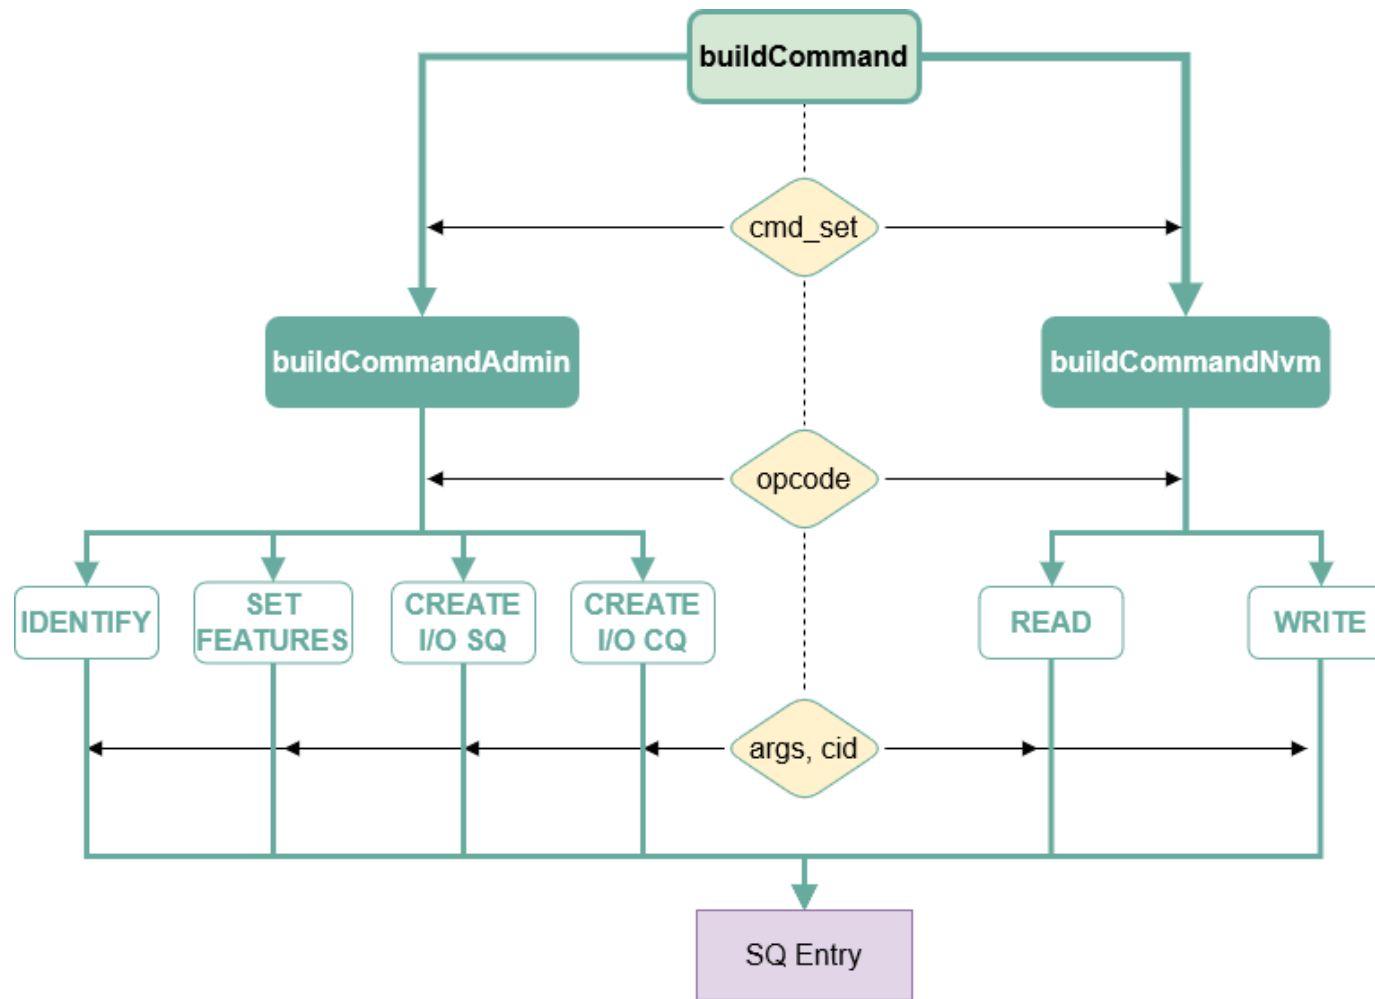 buildCommand
cmd_set
buildCommandAdmin
buildCommandNvm
opcode
IDENTIFY
SET
FEATURES
CREATE
I/O SQ
CREATE
I/O CQ
READ
WRITE
args, cid
SQ Entry